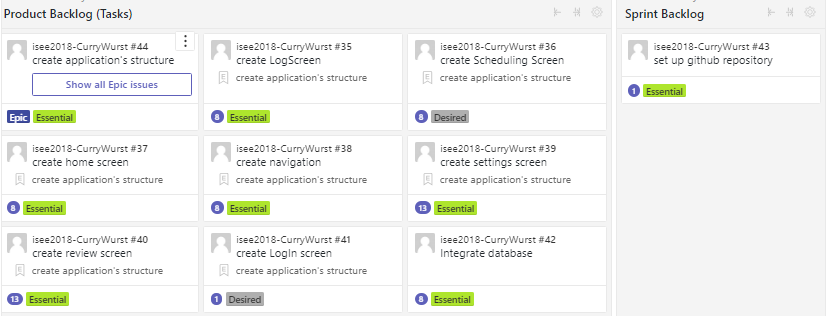 Product Backlog (Tasks)
isee2018-CurryWurst #44
create application's structure
Show all Epic issues
Epic Essential
isee2018-CurryWurst #35
create LogScreen
create application's structure
8 Essential
isee2018-CurryWurst #36
create Scheduling Screen
create application's structure
8 Desired
isee2018-CurryWurst #37
create home screen
create application's structure
8 Essential
isee2018-CurryWurst #38
create navigation
create application's structure
8 Essential
isee2018-CurryWurst #39
create settings screen
create application's structure
13 Essential
isee2018-CurryWurst #40
create review screen
create application's structure
13 Essential
isee2018-CurryWurst #41
create LogIn screen
create application's structure
1 Desired
isee2018-CurryWurst #42
Integrate database
8 Essential
Sprint Backlog
isee2018-CurryWurst #43
set up github repository
1 Essential